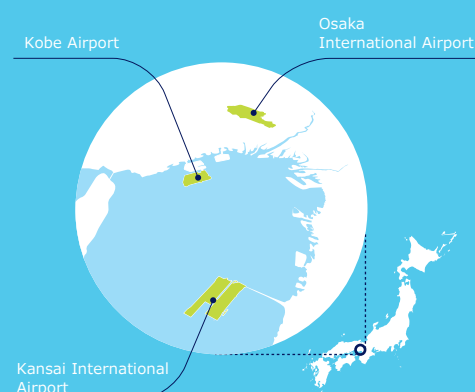 Osaka
International Airport
Kobe Airport
Kansai International
Airport